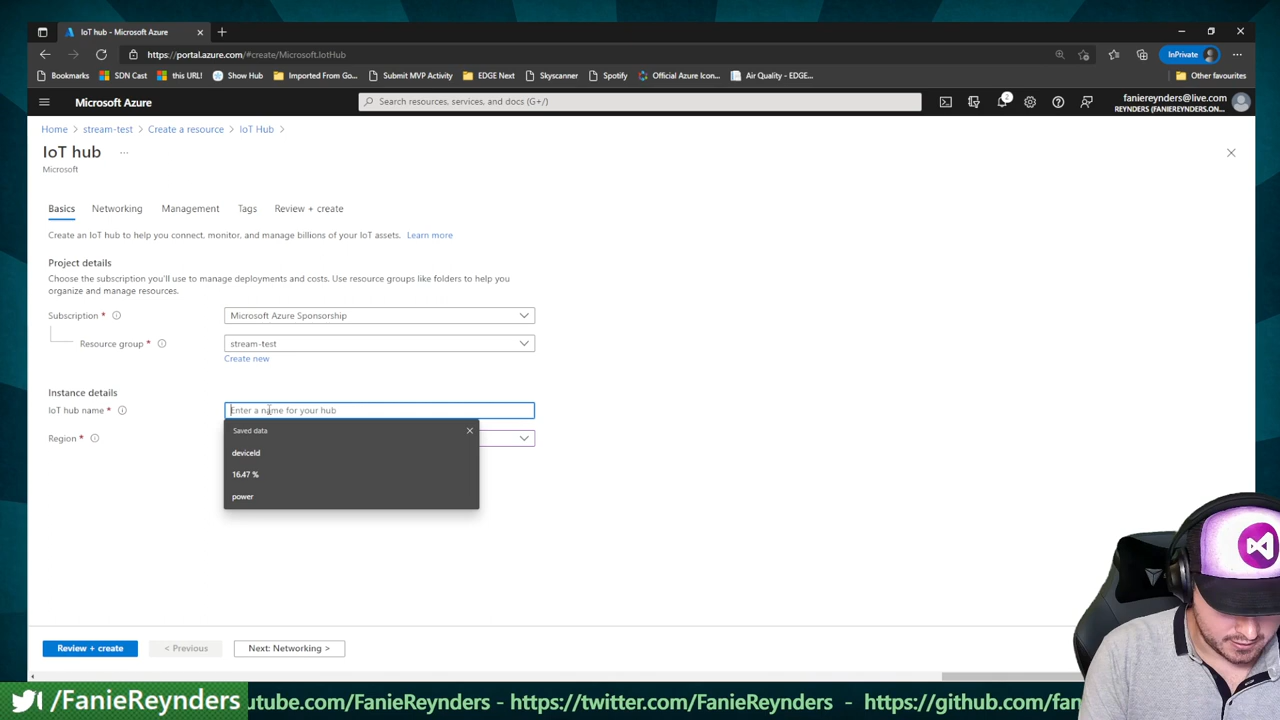 IoT hub - Microsoft Azure
https://portal.azure.com/#create/Microsoft.IotHub
InPrivate
Bookmarks SDN Cast this URL! Show Hub Imported From Go... Submit MVP Activity EDGE Next Skyscanner Spotify Official Azure Icon... Air Quality - EDGE... Other favourites
Microsoft Azure
Search resources, services, and docs (G+/)
2
faniereynders@live.com
REYNDERS (FANIEREYNDERS.ON...
Home > stream-test > Create a resource > IoT Hub >
IoT hub ...
Microsoft
Basics Networking Management Tags Review + create
Create an IoT hub to help you connect, monitor, and manage billions of your IoT assets. Learn more
Project details
Choose the subscription you'll use to manage deployments and costs. Use resource groups like folders to help you
organize and manage resources.
Subscription * Microsoft Azure Sponsorship
Resource group * stream-test
Create new
Instance details
IoT hub name * Enter a name for your hub
Saved data
Region *
deviceId
16.47 %
power
Review + create < Previous Next: Networking >
/FanieReynders utube.com/FanieReynders - https://twitter.com/FanieReynders - https://github.com/fan